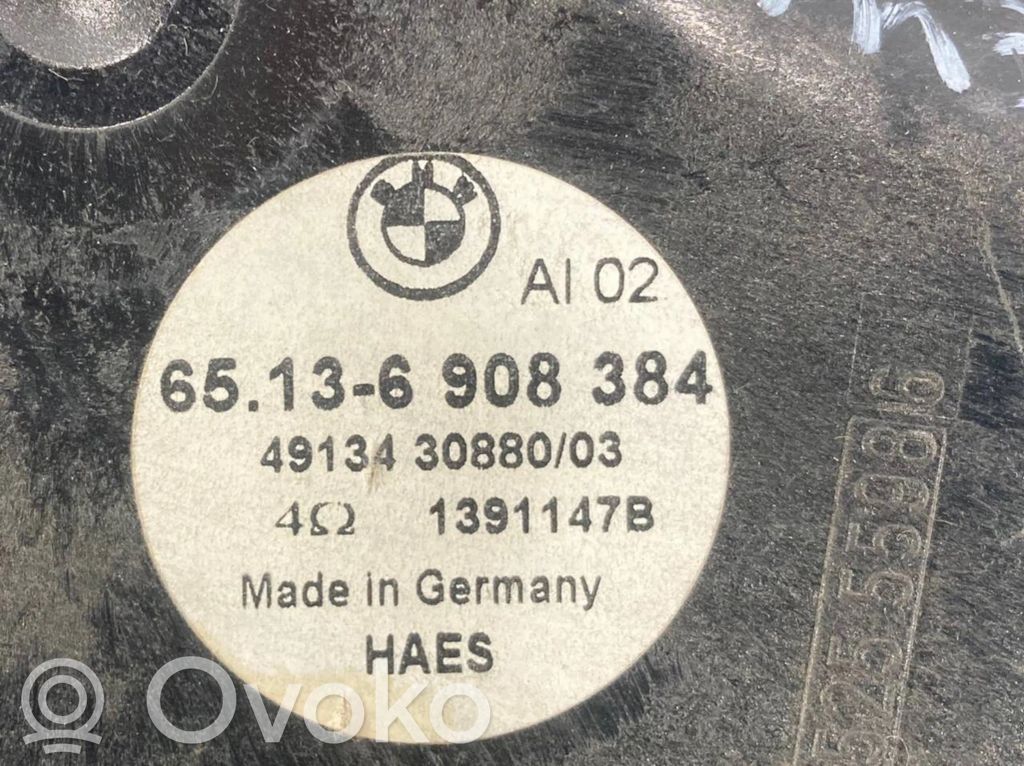 AI 02
65.13-6 908 384
49134 30880/03
4Ω 1391147B
Made in Germany
HAES
Ovoko